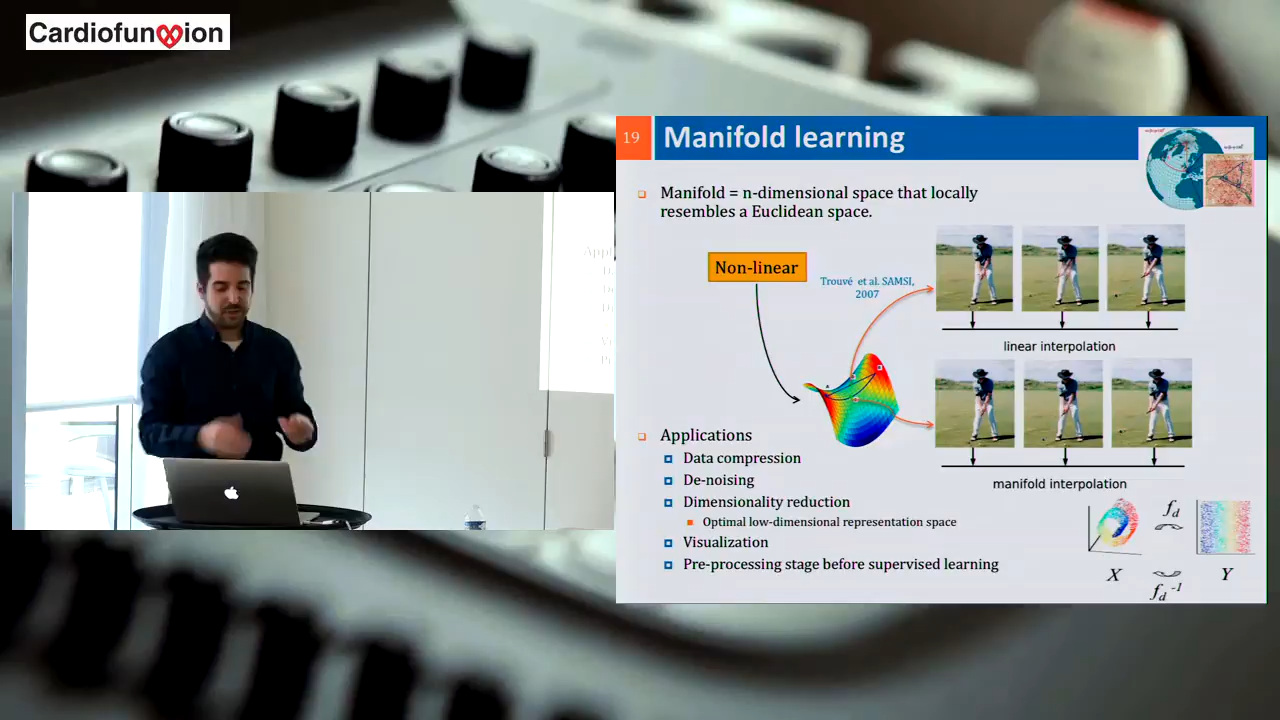 CardiofunXion
19
Manifold learning
Manifold = n-dimensional space that locally
resembles a Euclidean space.
Non-linear
Trouvé et al. SAMSI,
2007
linear interpolation
manifold interpolation
Applications
Data compression
De-noising
Dimensionality reduction
Optimal low-dimensional representation space
Visualization
Pre-processing stage before supervised learning
f_d
X
Y
f_d^-1